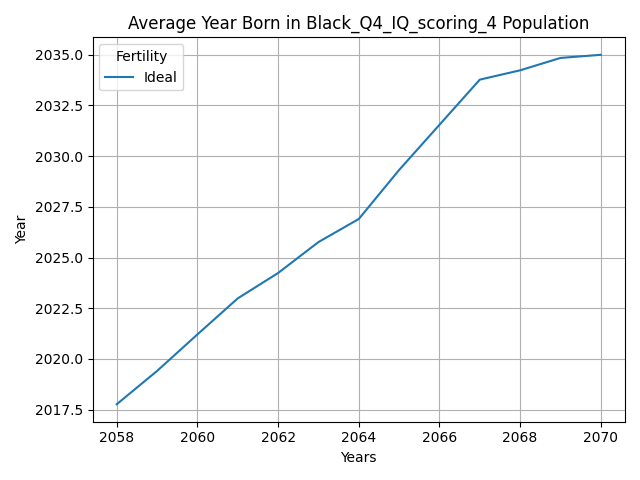 Average Year Born in Black_Q4_IQ_scoring_4 Population
Fertility
Ideal
2035.0
2032.5
2030.0
2027.5
2025.0
2022.5
2020.0
2017.5
Year
2058 2060 2062 2064 2066 2068 2070
Years